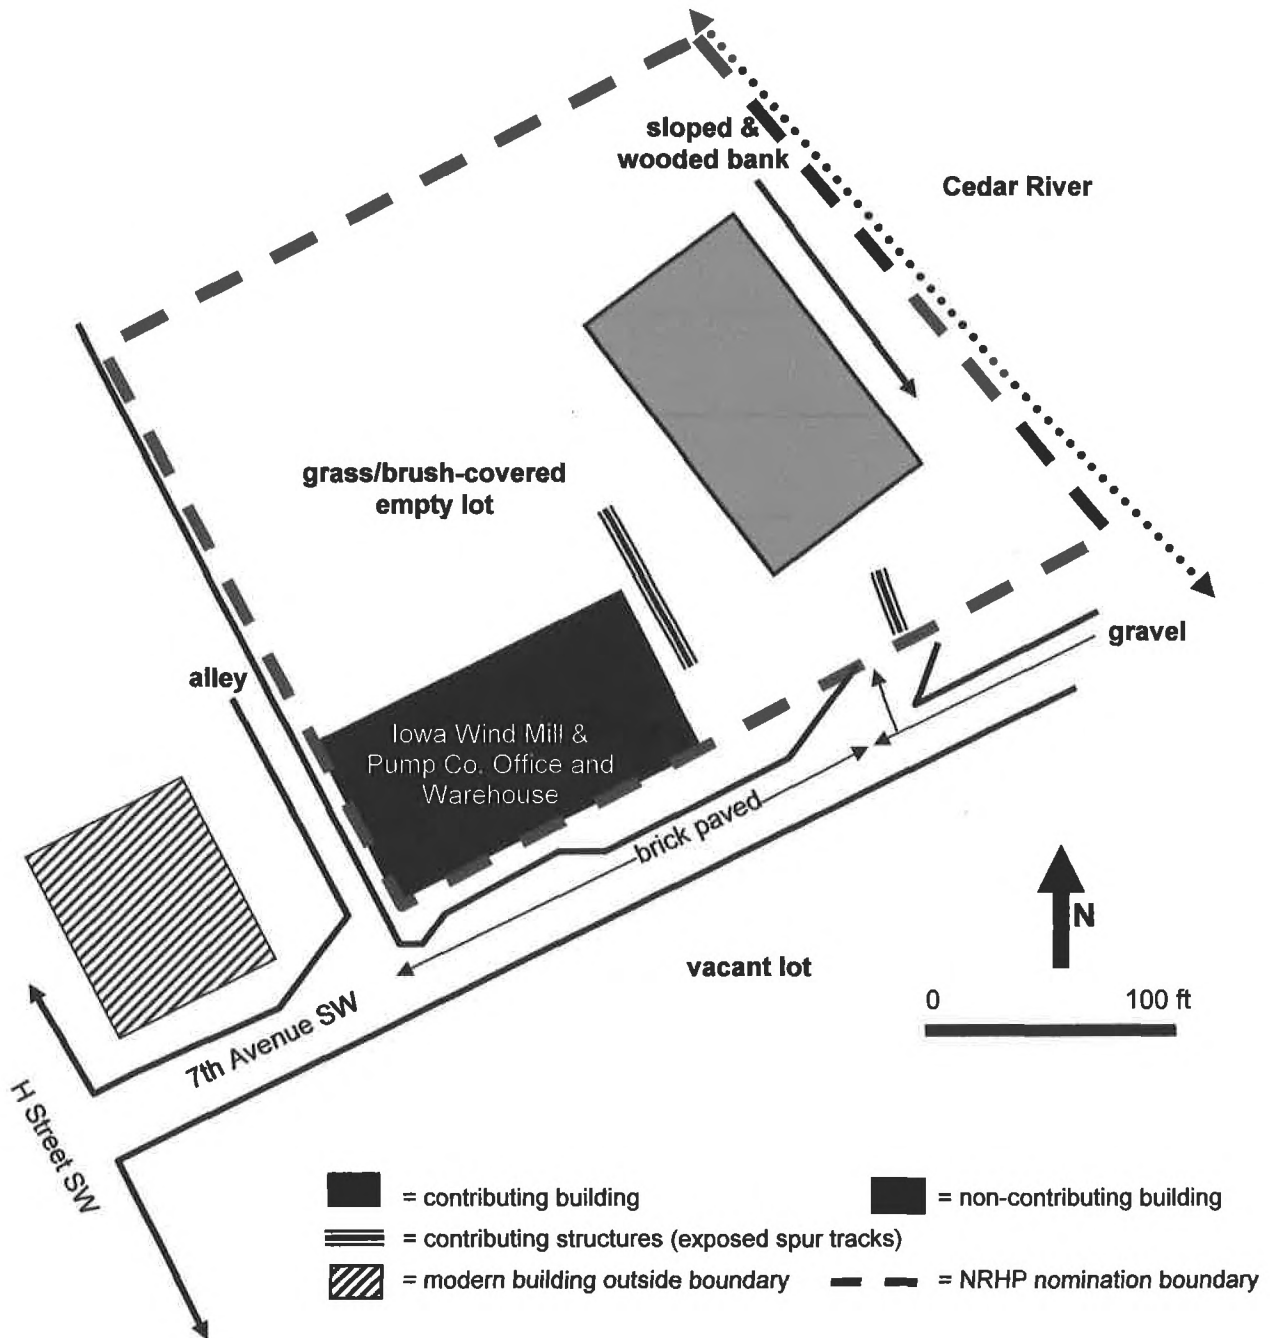 sloped &
wooded bank
Cedar River
grass/brush-covered
empty lot
gravel
alley
Iowa Wind Mill &
Pump Co. Office and
Warehouse
brick paved
N
vacant lot
0 100 ft
7th Avenue SW
H Street SW
= contributing building
= non-contributing building
= contributing structures (exposed spur tracks)
= modern building outside boundary
= NRHP nomination boundary